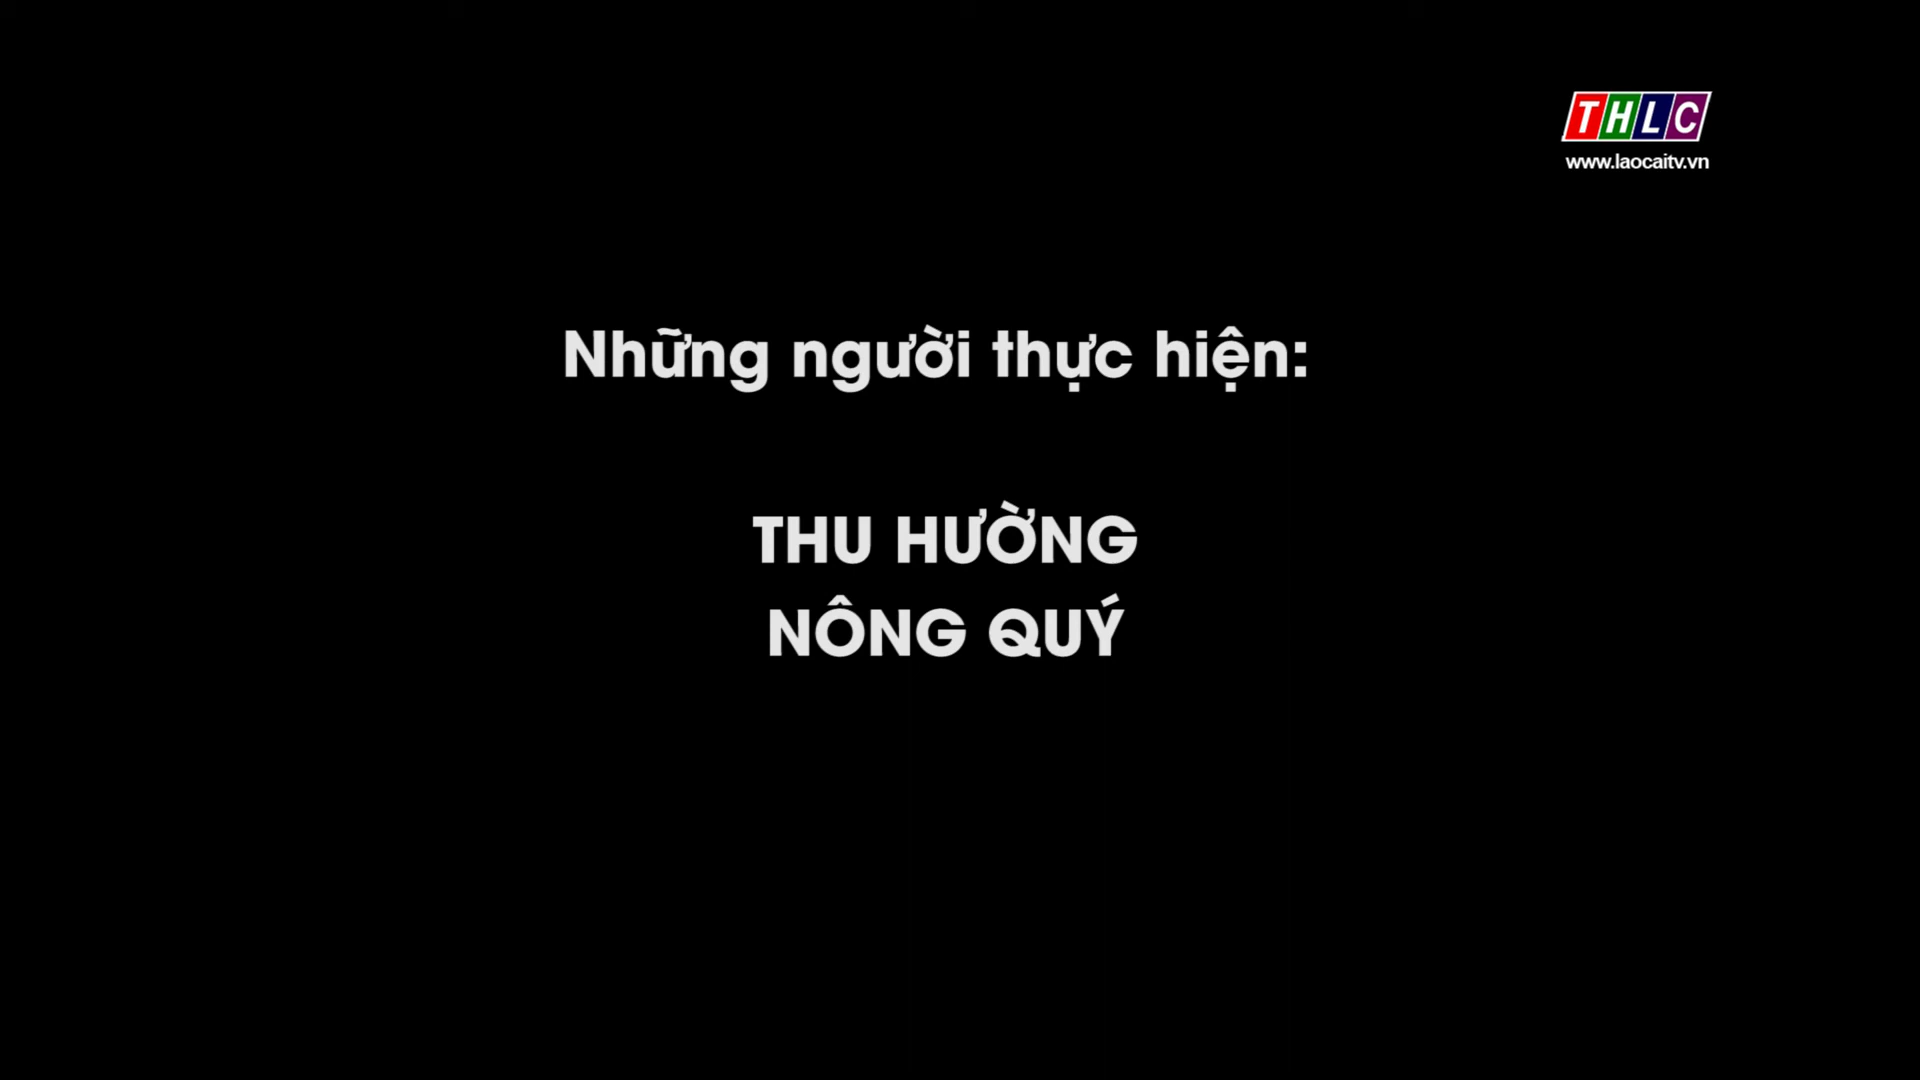 THLC
www.laocaitv.vn
Những người thực hiện:
THU HƯỜNG
NÔNG QUÝ